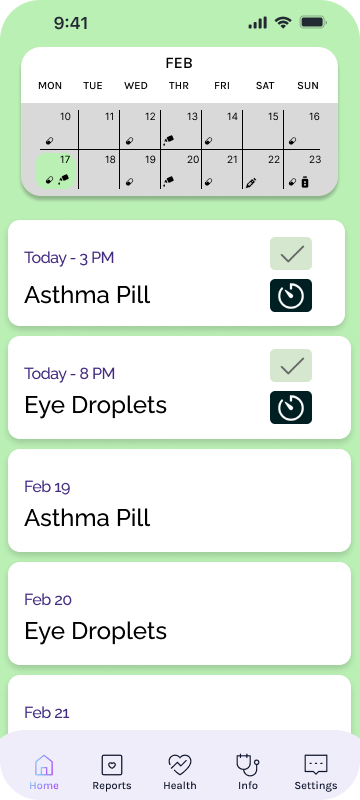 9:41
FEB
MON TUE WED THR FRI SAT SUN
10 11 12 13 14 15 16
17 18 19 20 21 22 23
Today - 3 PM
Asthma Pill
Today - 8 PM
Eye Droplets
Feb 19
Asthma Pill
Feb 20
Eye Droplets
Feb 21
Home Reports Health Info Settings